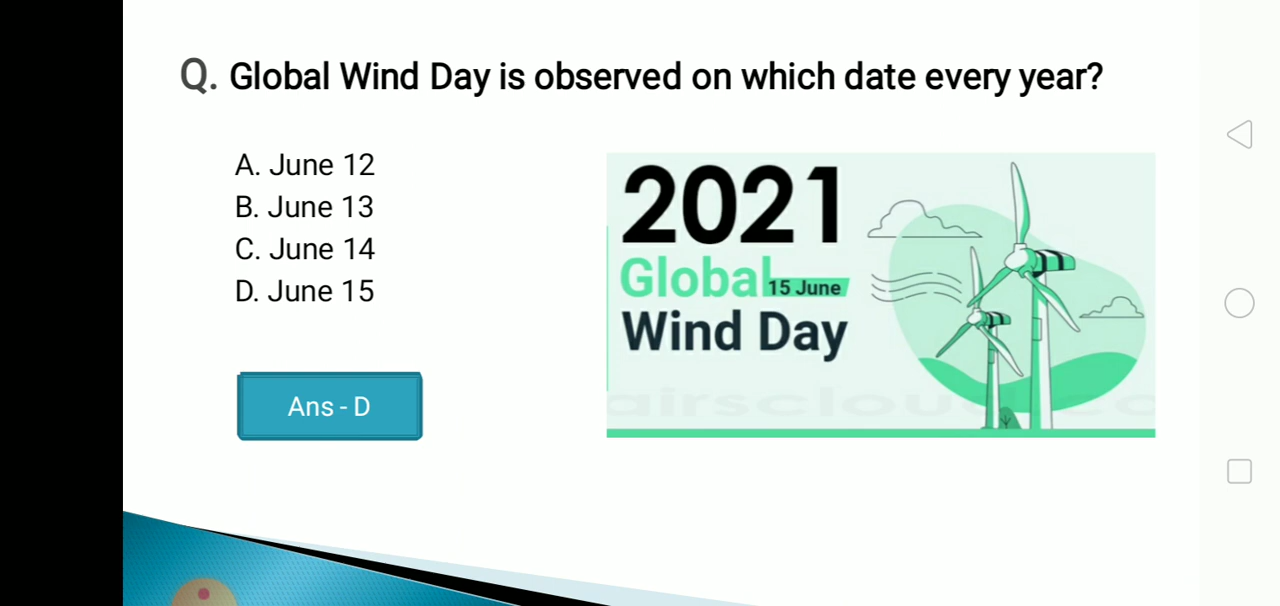 Q. Global Wind Day is observed on which date every year?
A. June 12
B. June 13
C. June 14
D. June 15
Ans - D
2021
Global 15 June
Wind Day